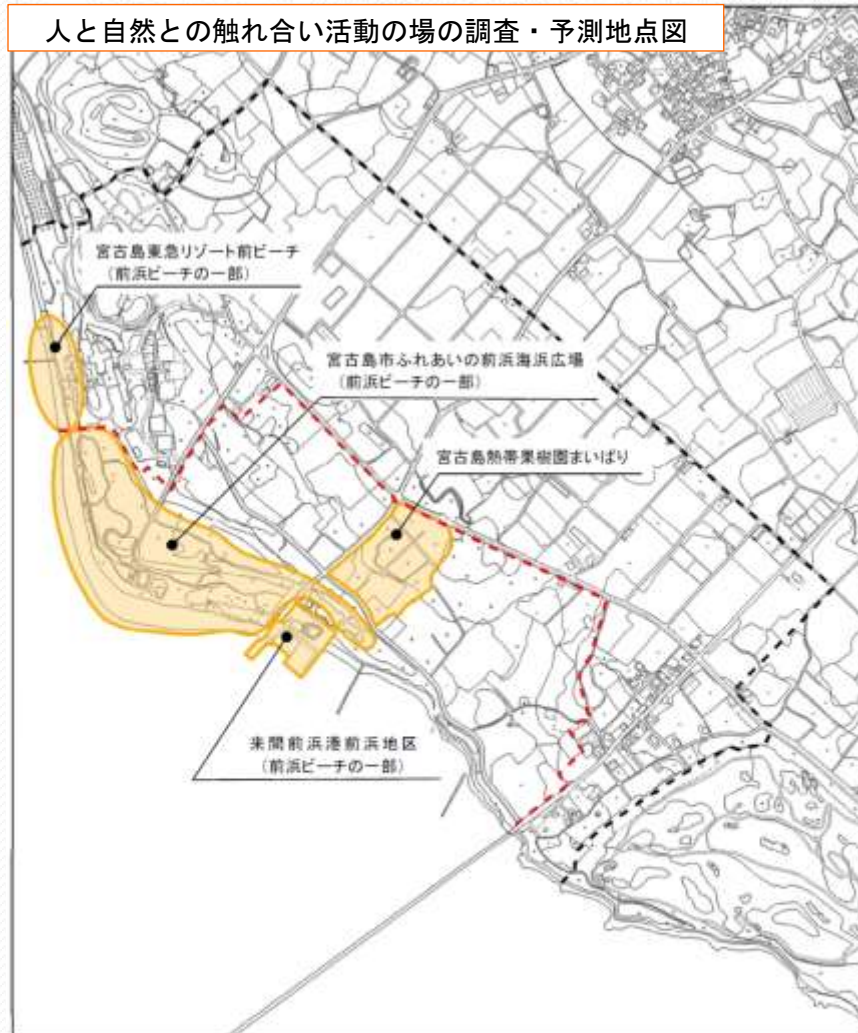 人と自然との触れ合い活動の場の調査・予測地点図
宮古島東急リゾート前ビーチ
(前浜ビーチの一部)
宮古島市ふれあいの前浜海浜広場
(前浜ビーチの一部)
宮古島熱帯果樹園まいぱり
来間前浜港前浜地区
(前浜ビーチの一部)